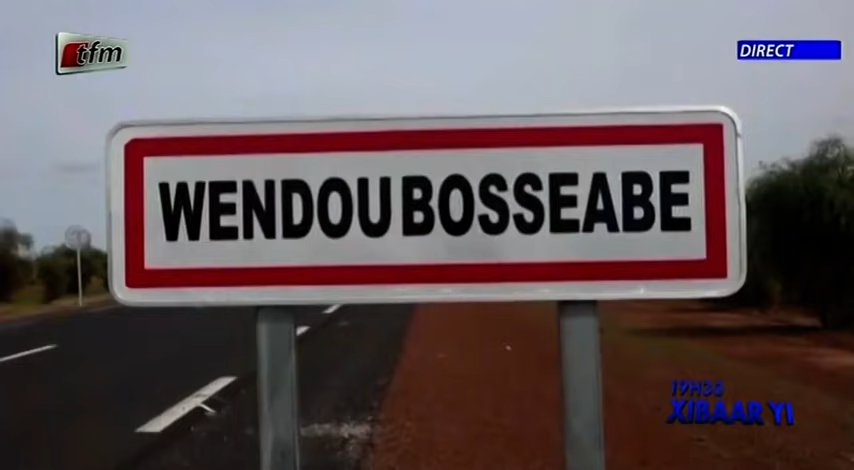 tfm
DIRECT
WENDOU BOSSEABE
19H30
XIBAAR YI